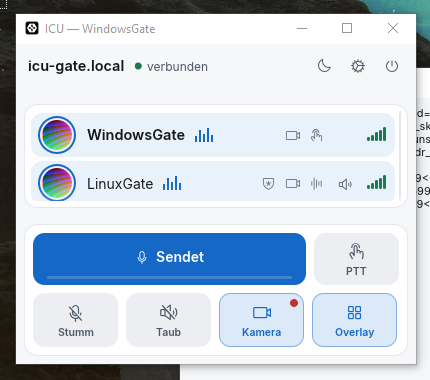 ICU — WindowsGate
icu-gate.local verbunden
WindowsGate
LinuxGate
Sendet
PTT
Stumm
Taub
Kamera
Overlay